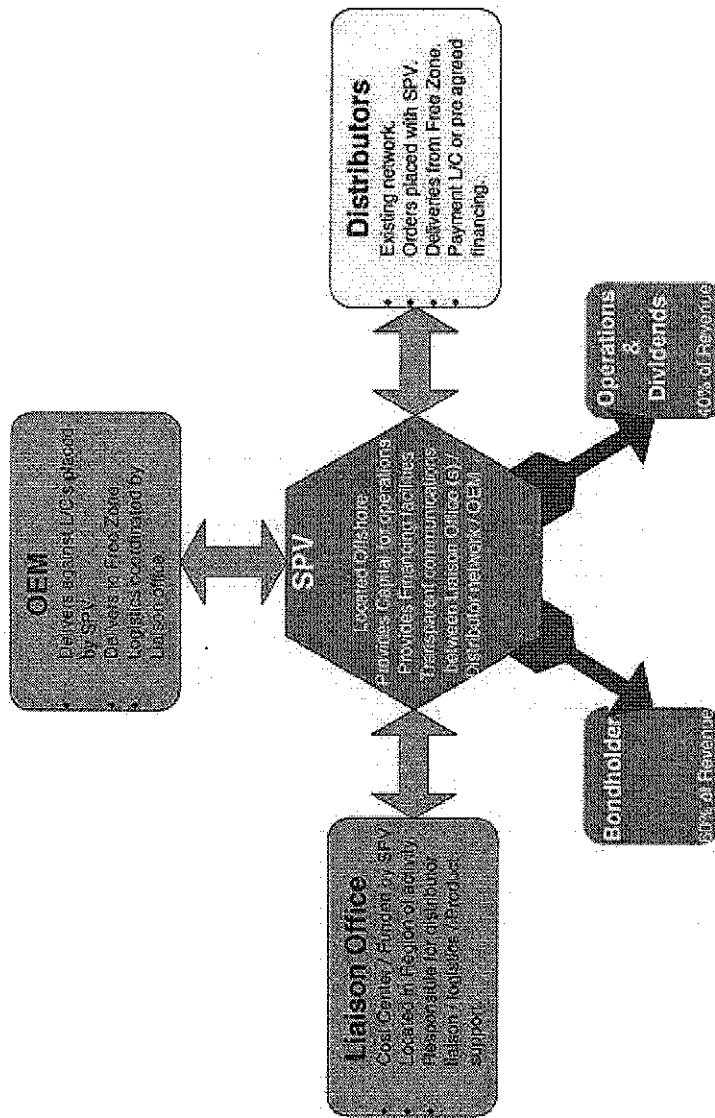 OEM
• Delivers against L/C's placed
by SPV.
• Delivers to Free Zone
• Logistics coordinated by
Liaison office
Liaison Office
• Cost Center / Funded by SPV.
• Located in Region of activity.
• Responsible for distributor
liaison / logistics / Product
support
SPV
Located Offshore
Provides Capital for operations
Provides Financing facilities
Transparent communications
between Liaison Office (s) /
Distributor network / OEM
Distributors
• Existing network.
• Orders placed with SPV.
• Deliveries from Free Zone.
• Payment L/C or pre agreed
financing.
Bondholder
60% of Revenue
Operations
&
Dividends
40% of Revenue